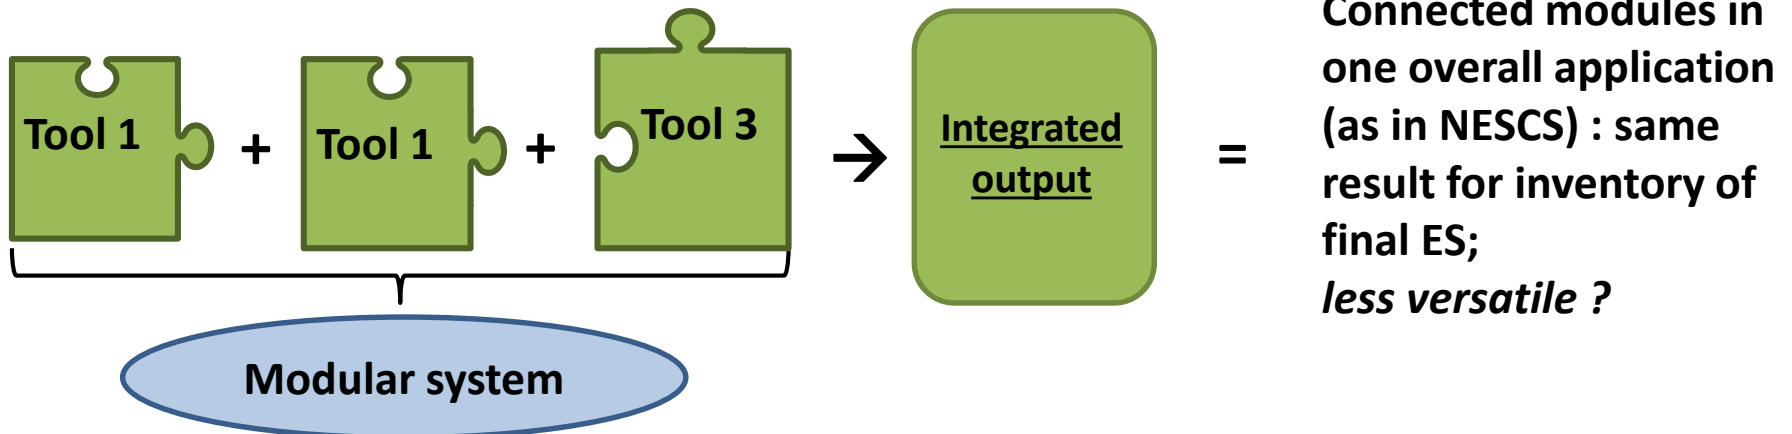 Tool 1
+
Tool 1
+
Tool 3
→
Integrated
output
=
Connected modules in
one overall application
(as in NESCS) : same
result for inventory of
final ES;
less versatile ?
Modular system